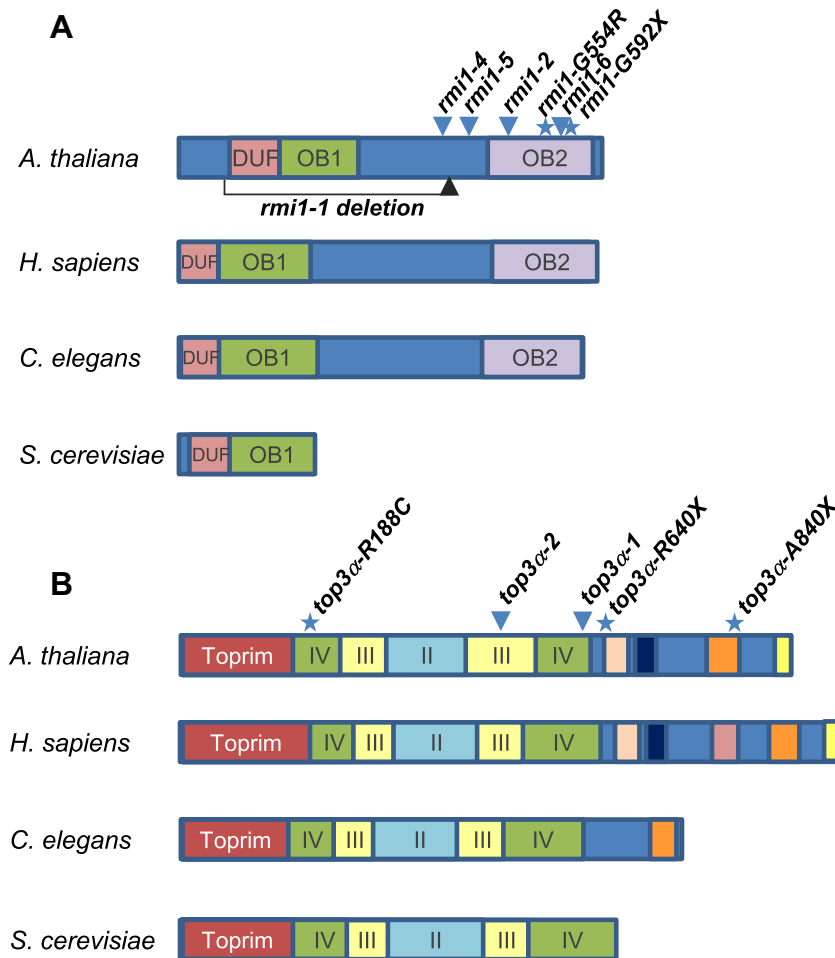 A
rmi1-4
rmi1-5
rmi1-2
rmi1-G554R
rmi1-6
rmi1-G592X
A. thaliana
DUF OB1 OB2
rmi1-1 deletion
H. sapiens
DUF OB1 OB2
C. elegans
DUF OB1 OB2
S. cerevisiae
DUF OB1
B
top3α-R188C
top3α-2
top3α-1
top3α-R640X
top3α-A840X
A. thaliana
Toprim IV III II III IV
H. sapiens
Toprim IV III II III IV
C. elegans
Toprim IV III II III IV
S. cerevisiae
Toprim IV III II III IV